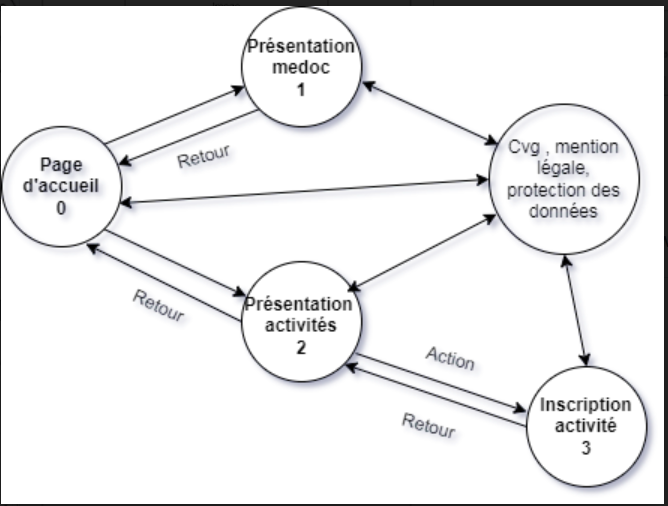 Présentation
medoc
1
Retour
Page
d'accueil
0
Cvg , mention
légale,
protection des
données
Retour
Présentation
activités
2
Action
Retour
Inscription
activité
3